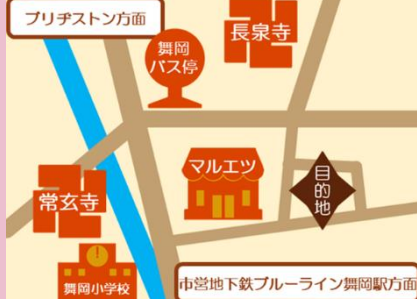 ブリヂストン方面
長泉寺
舞岡
バス停
マルエツ
目的地
常玄寺
舞岡小学校
市営地下鉄ブルーライン舞岡駅方面